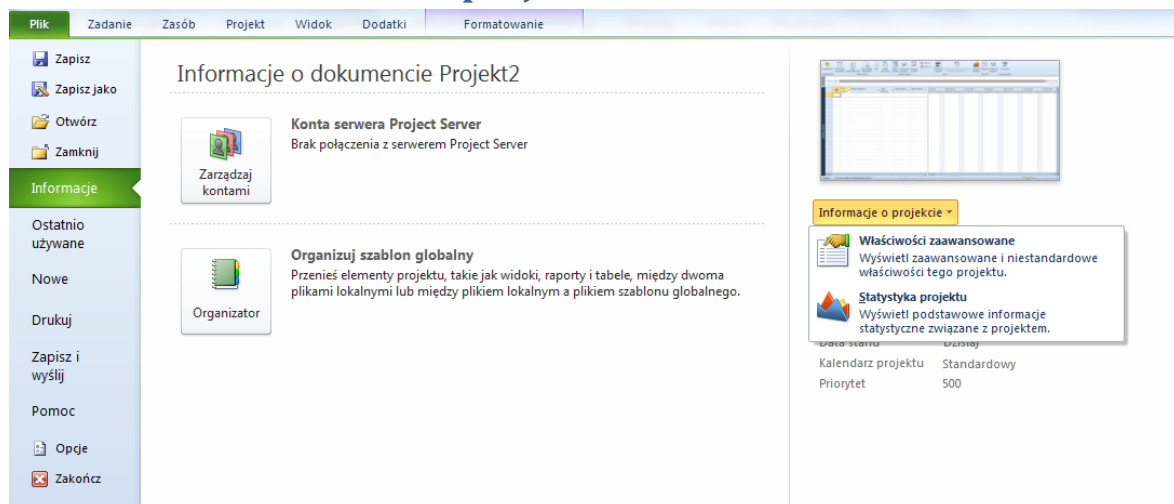 Plik Zadanie Zasób Projekt Widok Dodatki Formatowanie
Zapisz
Zapisz jako
Otwórz
Zamknij
Informacje
Ostatnio
używane
Nowe
Drukuj
Zapisz i
wyślij
Pomoc
Opcje
Zakończ
Informacje o dokumencie Projekt2
Zarządzaj
kontami
Konta serwera Project Server
Brak połączenia z serwerem Project Server
Organizator
Organizuj szablon globalny
Przenieś elementy projektu, takie jak widoki, raporty i tabele, między dwoma
plikami lokalnymi lub między plikiem lokalnym a plikiem szablonu globalnego.
Informacje o projekcie
Właściwości zaawansowane
Wyświetl zaawansowane i niestandardowe
właściwości tego projektu.
Statystyka projektu
Wyświetl podstawowe informacje
statystyczne związane z projektem.
Data stanu Dzisiaj
Kalendarz projektu Standardowy
Priorytet 500